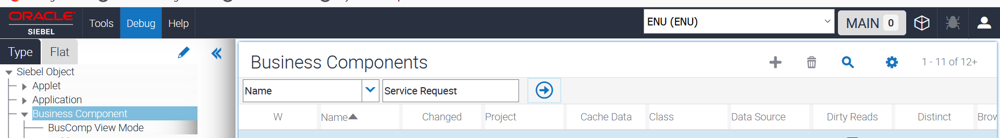 ORACLE
SIEBEL
Tools
Debug
Help
ENU (ENU)
MAIN 0
Type
Flat
Siebel Object
Applet
Application
Business Component
BusComp View Mode
Business Components
1 - 11 of 12+
Name
Service Request
W
Name
Changed
Project
Cache Data
Class
Data Source
Dirty Reads
Distinct
Brow